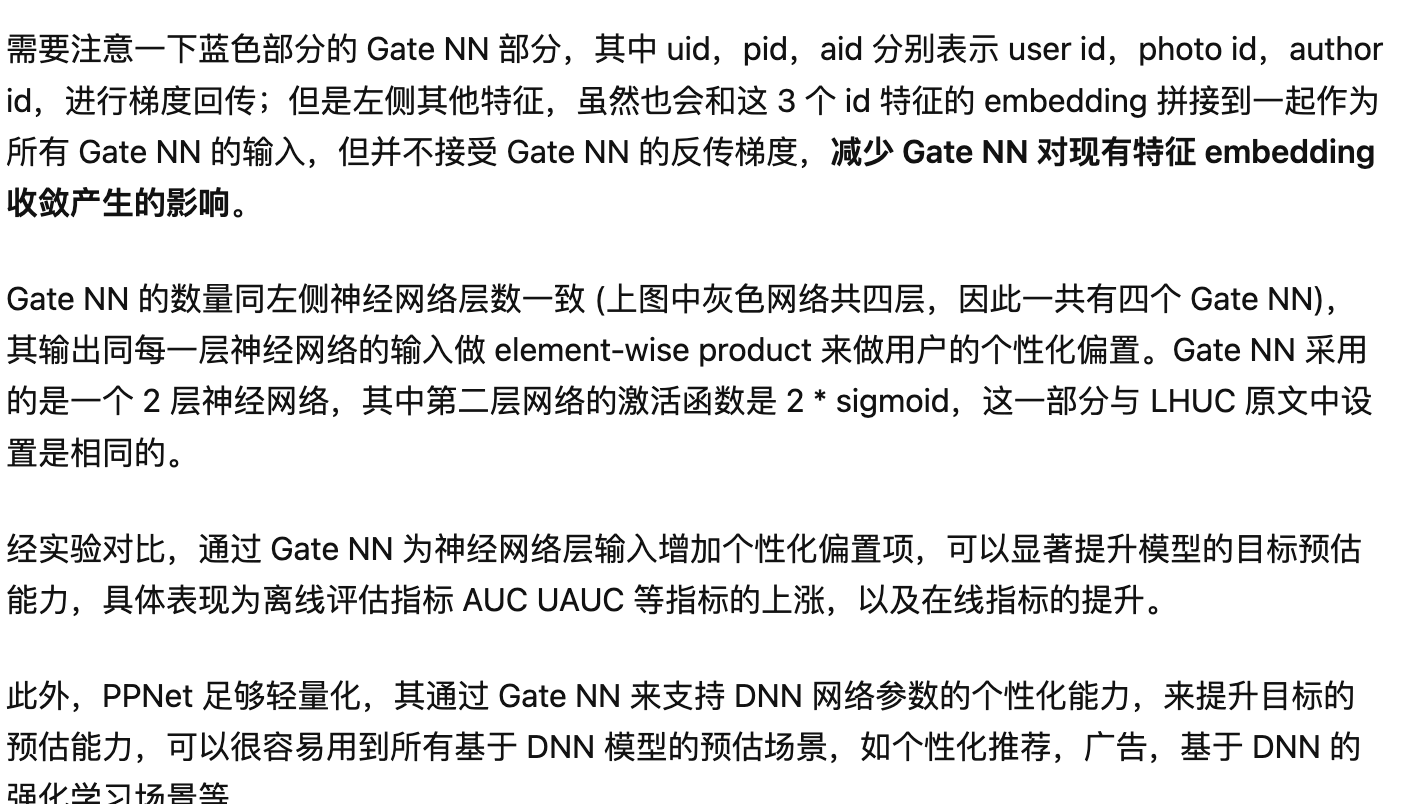 需要注意一下蓝色部分的 Gate NN 部分，其中 uid，pid，aid 分别表示 user id，photo id，author
id，进行梯度回传；但是左侧其他特征，虽然也会和这 3 个 id 特征的 embedding 拼接到一起作为
所有 Gate NN 的输入，但并不接受 Gate NN 的反传梯度，减少 Gate NN 对现有特征 embedding
收敛产生的影响。
Gate NN 的数量同左侧神经网络层数一致 (上图中灰色网络共四层，因此一共有四个 Gate NN)，
其输出同每一层神经网络的输入做 element-wise product 来做用户的个性化偏置。Gate NN 采用
的是一个 2 层神经网络，其中第二层网络的激活函数是 2 * sigmoid，这一部分与 LHUC 原文中设
置是相同的。
经实验对比，通过 Gate NN 为神经网络层输入增加个性化偏置项，可以显著提升模型的目标预估
能力，具体表现为离线评估指标 AUC UAUC 等指标的上涨，以及在线指标的提升。
此外，PPNet 足够轻量化，其通过 Gate NN 来支持 DNN 网络参数的个性化能力，来提升目标的
预估能力，可以很容易用到所有基于 DNN 模型的预估场景，如个性化推荐，广告，基于 DNN 的
强化学习场景等